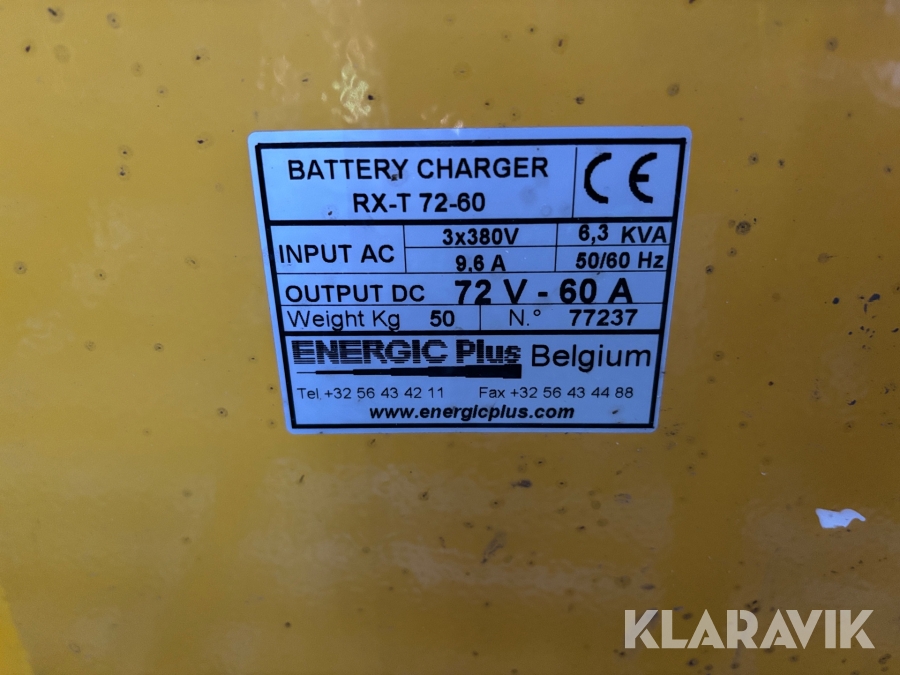 BATTERY CHARGER
RX-T 72-60
CE
INPUT AC 3x380V 6,3 KVA
9,6 A 50/60 Hz
OUTPUT DC 72 V - 60 A
Weight Kg 50 N.° 77237
ENERGIC Plus Belgium
Tel.+32 56 43 42 11 Fax +32 56 43 44 88
www.energicplus.com
KLARAVIK